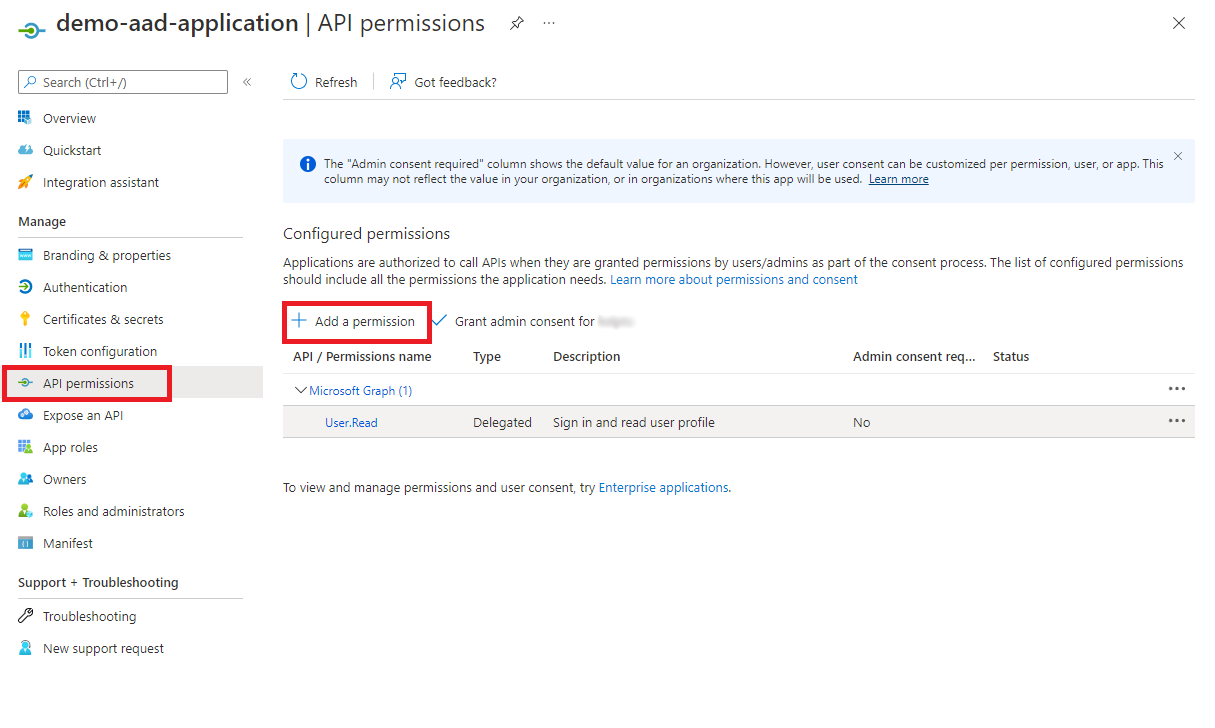 demo-aad-application | API permissions
Search (Ctrl+/)
Overview
Quickstart
Integration assistant
Manage
Branding & properties
Authentication
Certificates & secrets
Token configuration
API permissions
Expose an API
App roles
Owners
Roles and administrators
Manifest
Support + Troubleshooting
Troubleshooting
New support request
Refresh
Got feedback?
The "Admin consent required" column shows the default value for an organization. However, user consent can be customized per permission, user, or app. This
column may not reflect the value in your organization, or in organizations where this app will be used. Learn more
Configured permissions
Applications are authorized to call APIs when they are granted permissions by users/admins as part of the consent process. The list of configured permissions
should include all the permissions the application needs. Learn more about permissions and consent
Add a permission Grant admin consent for
API / Permissions name Type Description Admin consent req... Status
Microsoft Graph (1)
User.Read Delegated Sign in and read user profile No
To view and manage permissions and user consent, try Enterprise applications.